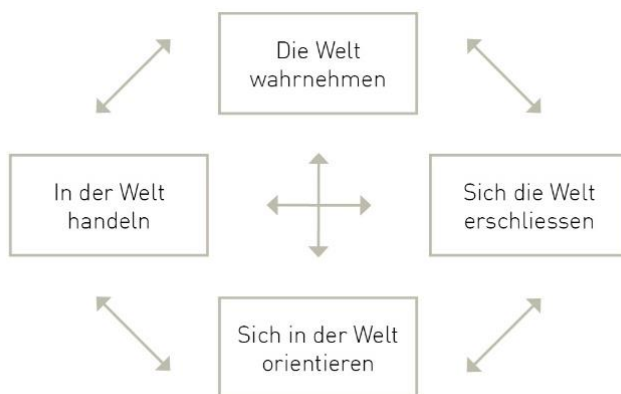 Die Welt
wahrnehmen
In der Welt
handeln
Sich die Welt
erschliessen
Sich in der Welt
orientieren